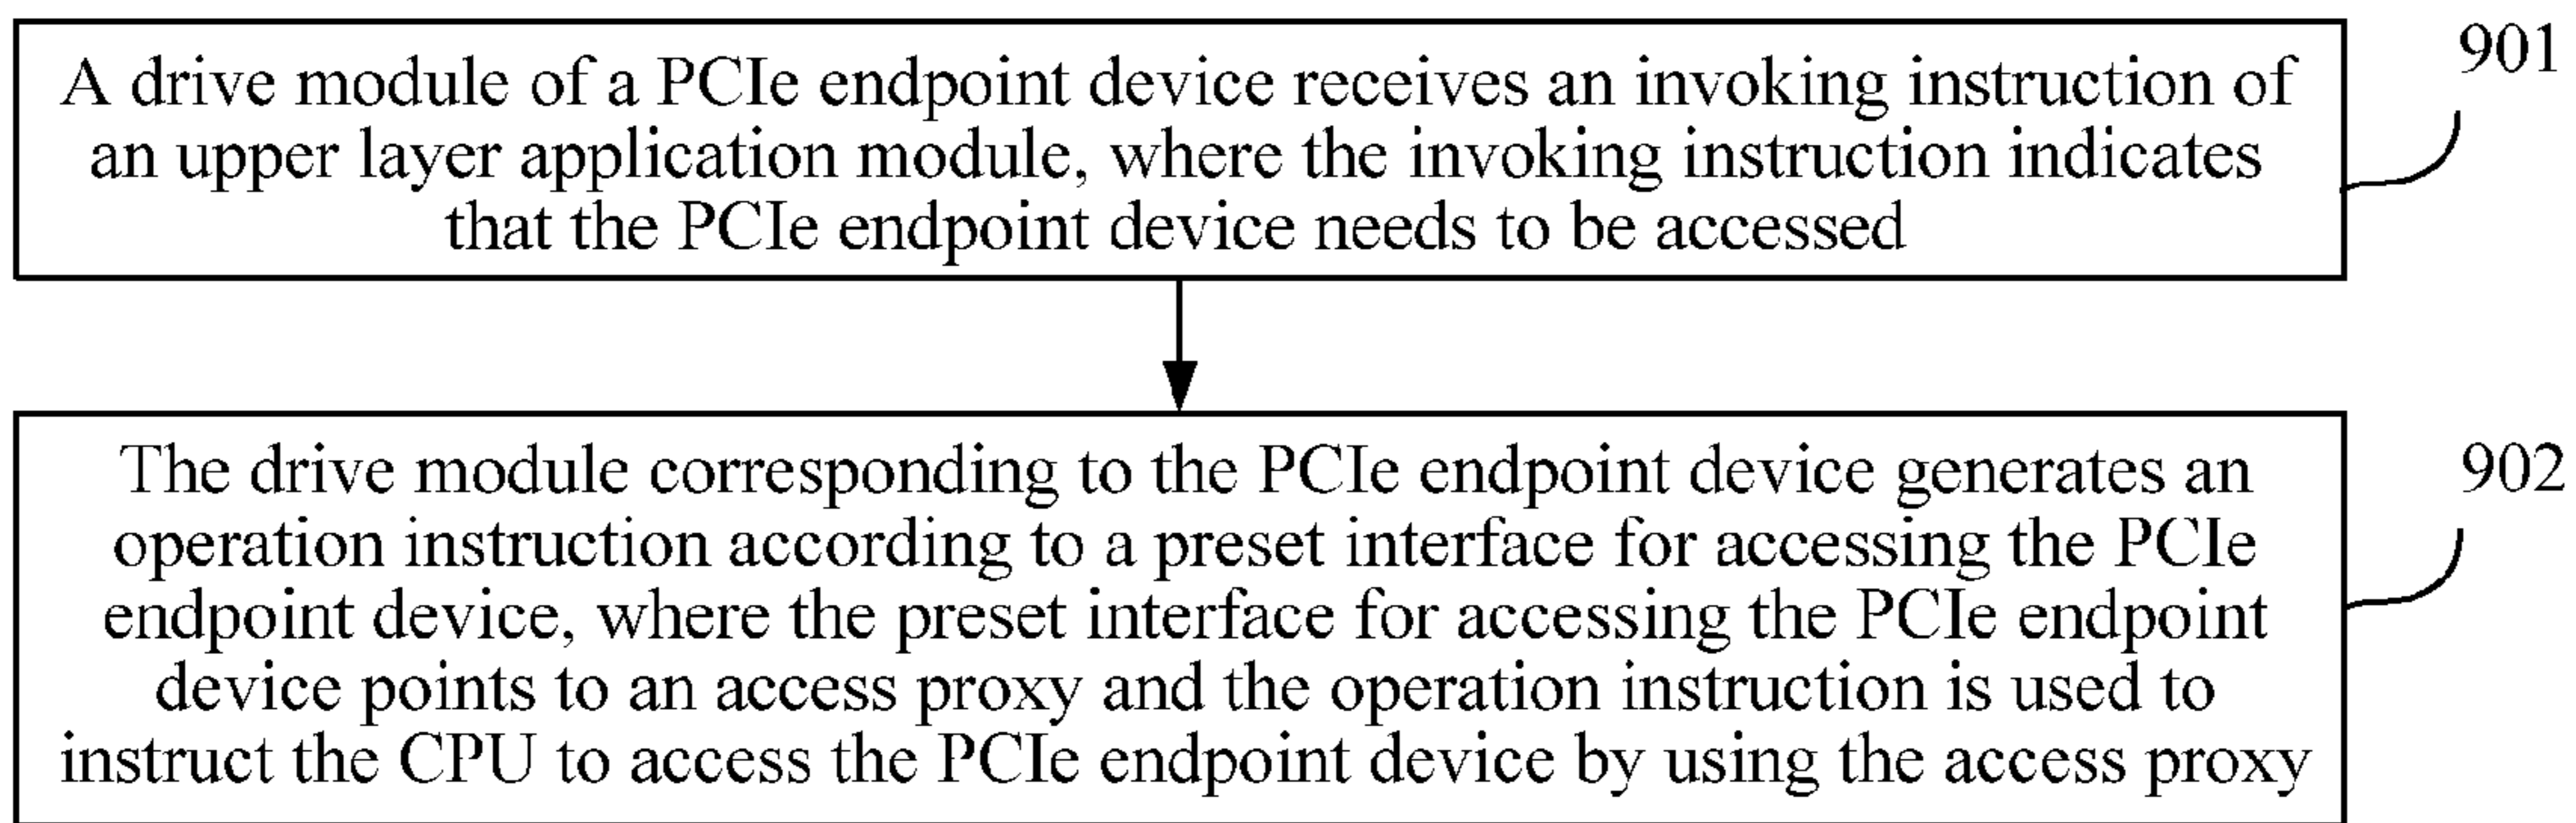 A drive module of a PCIe endpoint device receives an invoking instruction of
an upper layer application module, where the invoking instruction indicates
that the PCIe endpoint device needs to be accessed
901
The drive module corresponding to the PCIe endpoint device generates an
operation instruction according to a preset interface for accessing the PCIe
endpoint device, where the preset interface for accessing the PCIe endpoint
device points to an access proxy and the operation instruction is used to
instruct the CPU to access the PCIe endpoint device by using the access proxy
902